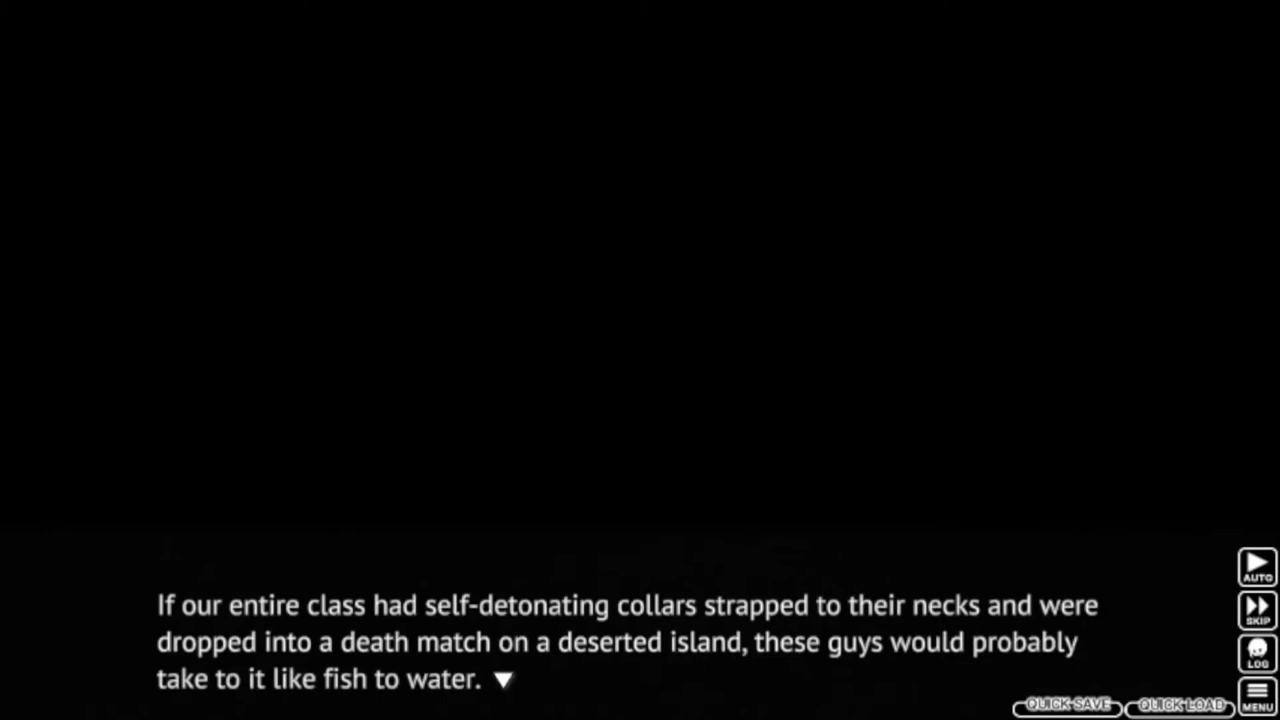 If our entire class had self-detonating collars strapped to their necks and were
dropped into a death match on a deserted island, these guys would probably
take to it like fish to water.
AUTO
SKIP
LOG
MENU
QUICK SAVE QUICK LOAD